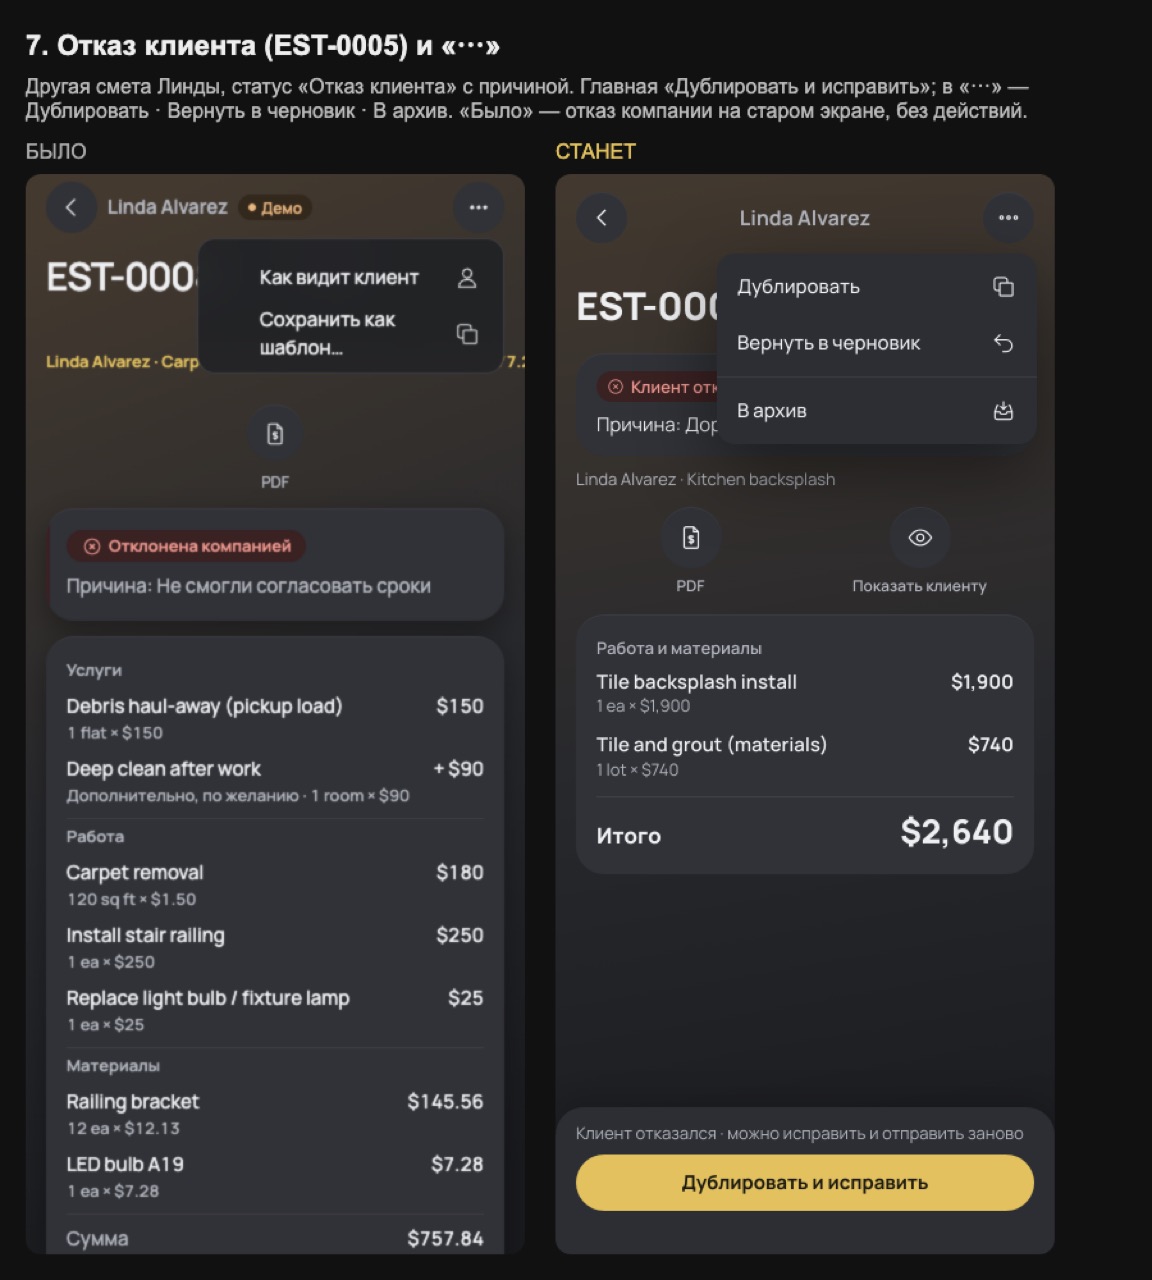 7. Отказ клиента (EST-0005) и «···»
Другая смета Линды, статус «Отказ клиента» с причиной. Главная «Дублировать и исправить»; в «···» —
Дублировать · Вернуть в черновик · В архив. «Было» — отказ компании на старом экране, без действий.
БЫЛО
Linda Alvarez
Демо
EST-000
Как видит клиент
Сохранить как
шаблон...
Linda Alvarez · Carp
7.2
PDF
Отклонена компанией
Причина: Не смогли согласовать сроки
Услуги
Debris haul-away (pickup load) $150
1 flat × $150
Deep clean after work + $90
Дополнительно, по желанию · 1 room × $90
Работа
Carpet removal $180
120 sq ft × $1.50
Install stair railing $250
1 ea × $250
Replace light bulb / fixture lamp $25
1 ea × $25
Материалы
Railing bracket $145.56
12 ea × $12.13
LED bulb A19 $7.28
1 ea × $7.28
Сумма $757.84
СТАНЕТ
Linda Alvarez
EST-00
Дублировать
Вернуть в черновик
В архив
Клиент отк
Причина: Дор
Linda Alvarez · Kitchen backsplash
PDF
Показать клиенту
Работа и материалы
Tile backsplash install $1,900
1 ea × $1,900
Tile and grout (materials) $740
1 lot × $740
Итого $2,640
Клиент отказался · можно исправить и отправить заново
Дублировать и исправить